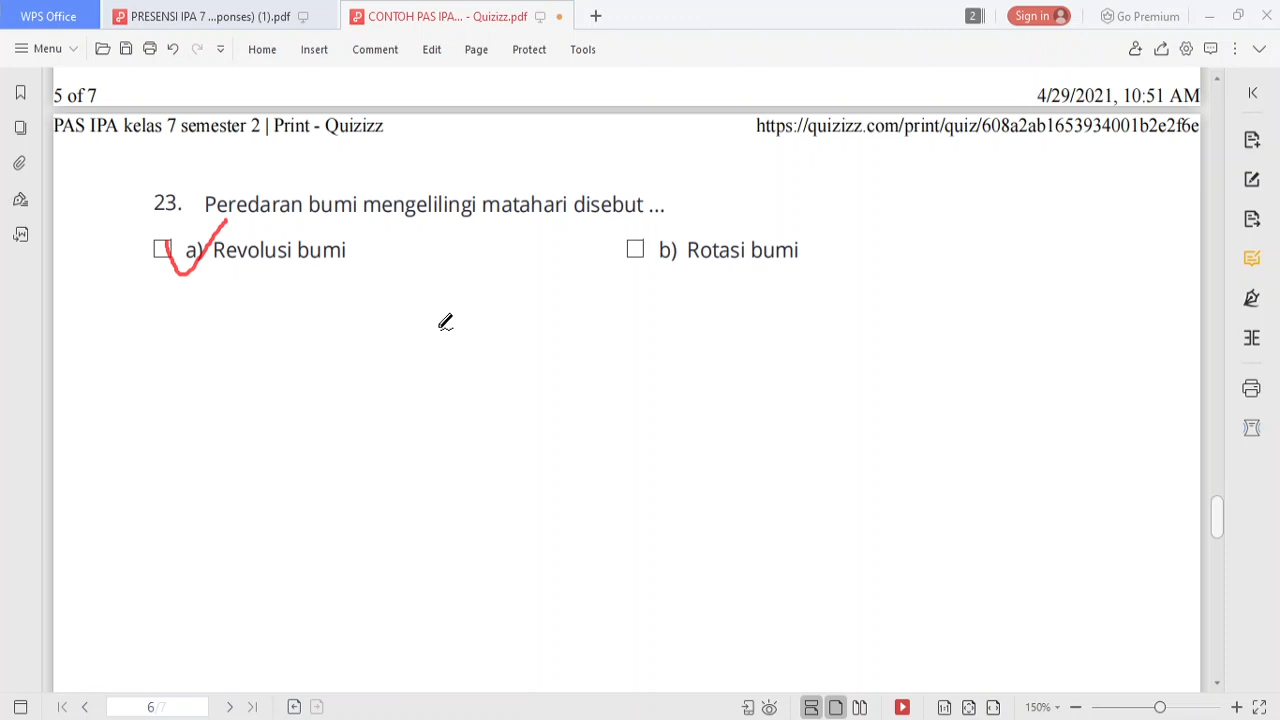 WPS Office
PRESENSI IPA 7 ...ponses) (1).pdf
CONTOH PAS IPA... - Quizizz.pdf
2
Sign in
Go Premium
Menu
Home
Insert
Comment
Edit
Page
Protect
Tools
5 of 7
4/29/2021, 10:51 AM
PAS IPA kelas 7 semester 2 | Print - Quizizz
https://quizizz.com/print/quiz/608a2ab1653934001b2e2f6e
23. Peredaran bumi mengelilingi matahari disebut ...
a) Revolusi bumi
b) Rotasi bumi
6/7
150%